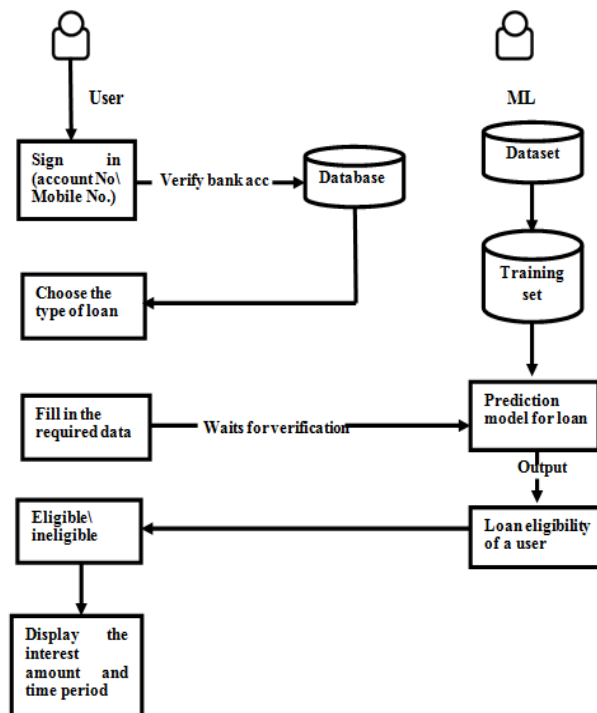 User
ML
Sign in
(account No\
Mobile No.)
Verify bank acc
Database
Dataset
Training
set
Choose the
type of loan
Fill in the
required data
Waits for verification
Prediction
model for loan
Output
Eligible\
ineligible
Loan eligibility
of a user
Display the
interest
amount and
time period